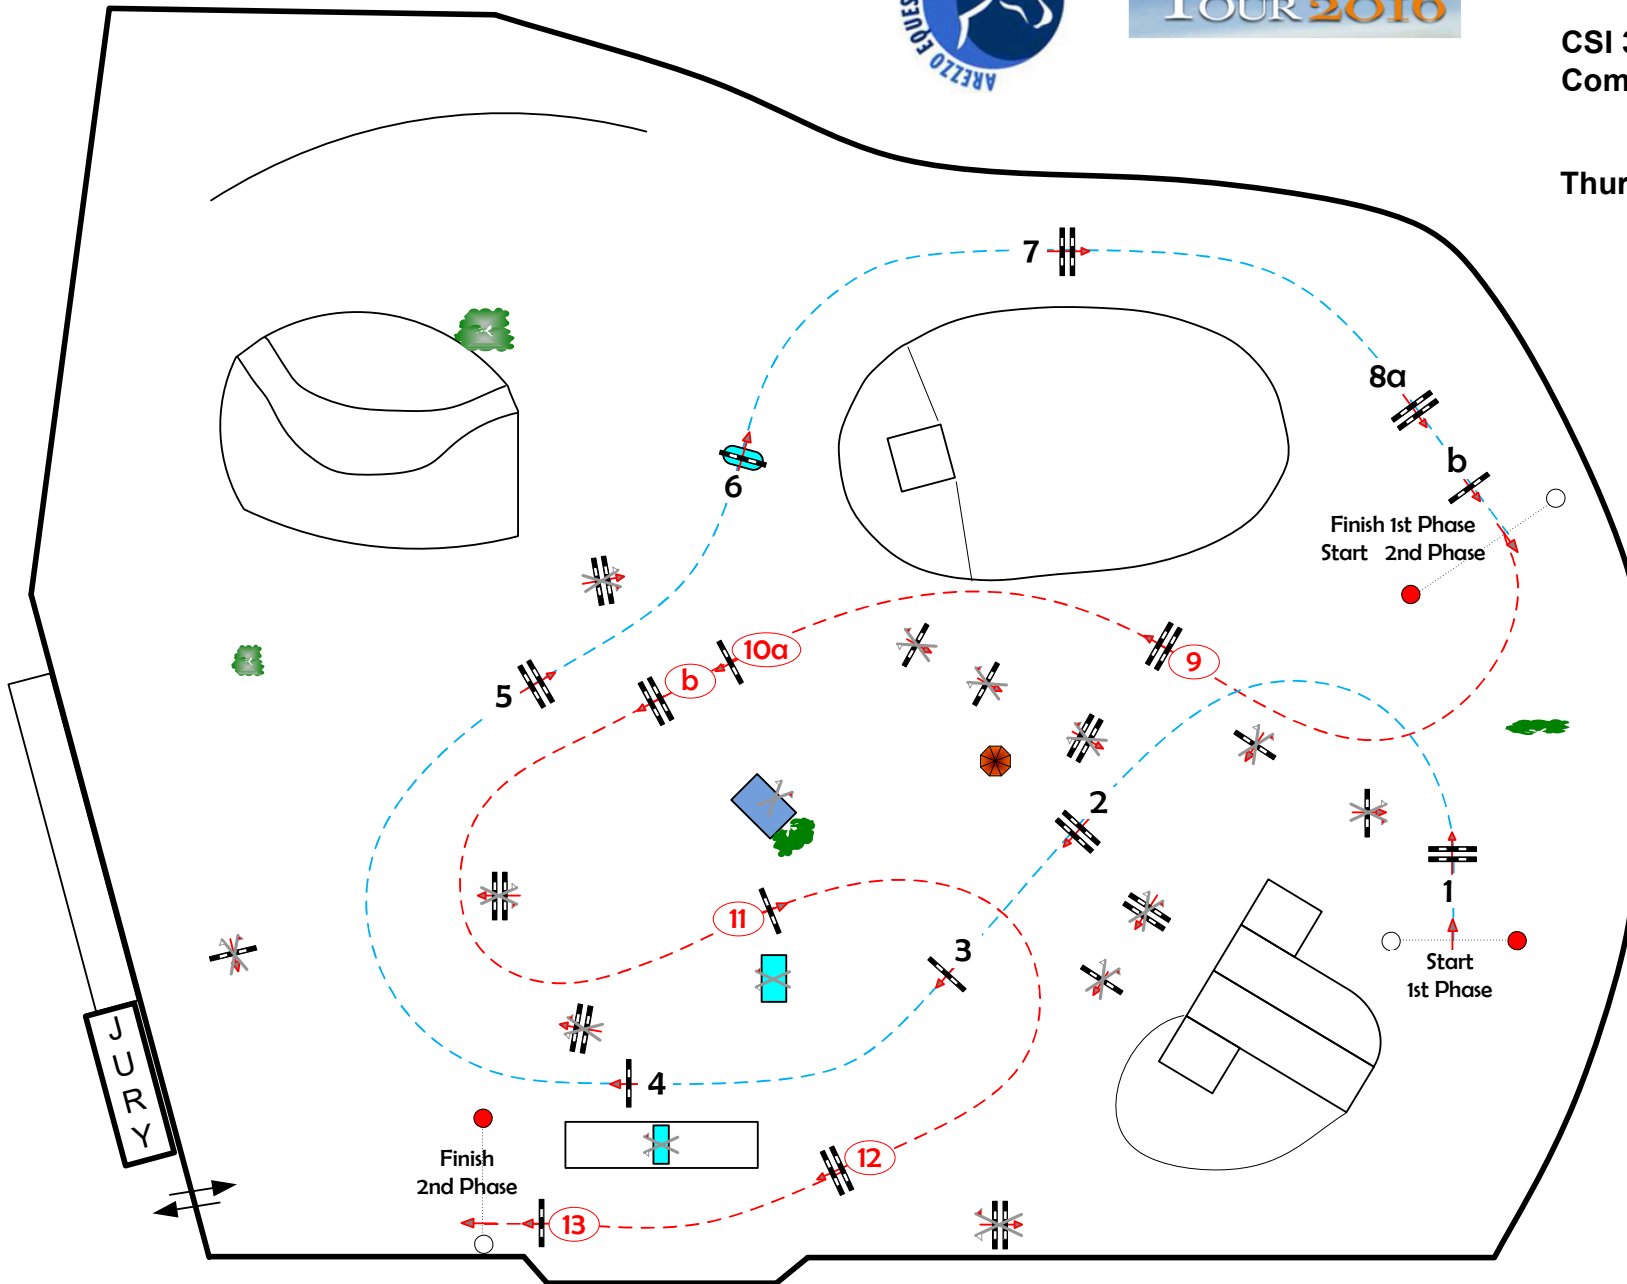 TOUR 2016
AREZZO EQUES
CSI 3
Com
Thur
7
8a
b
6
Finish 1st Phase
Start 2nd Phase
10a
9
b
5
2
1
11
3
Start
1st Phase
4
JURY
12
Finish
2nd Phase
13